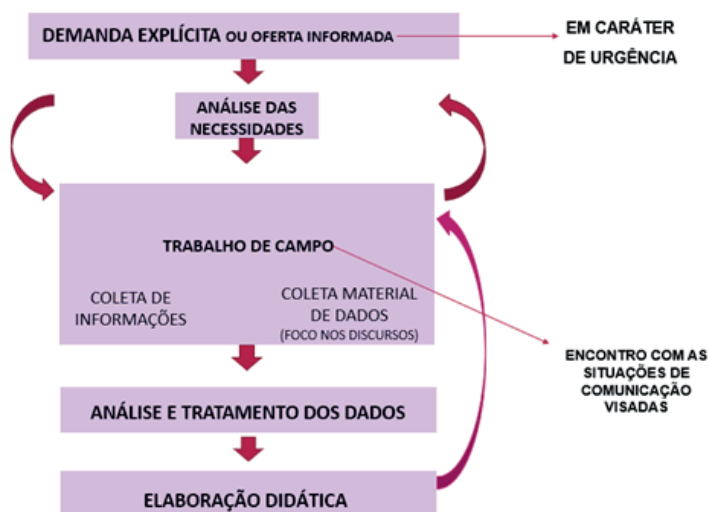 DEMANDA EXPLÍCITA OU OFERTA INFORMADA
EM CARÁTER
DE URGÊNCIA
ANÁLISE DAS
NECESSIDADES
TRABALHO DE CAMPO
COLETA DE
INFORMAÇÕES
COLETA MATERIAL
DE DADOS
(FOCO NOS DISCURSOS)
ENCONTRO COM AS
SITUAÇÕES DE
COMUNICAÇÃO
VISADAS
ANÁLISE E TRATAMENTO DOS DADOS
ELABORAÇÃO DIDÁTICA